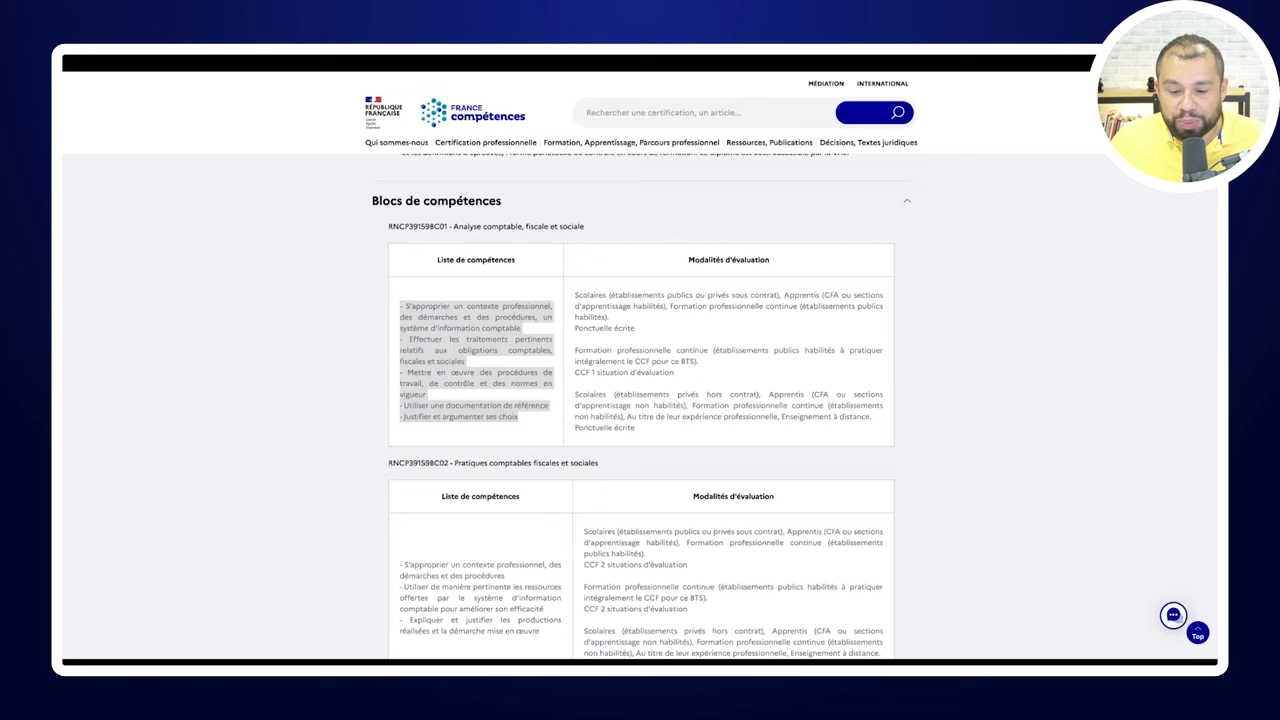 MÉDIATION INTERNATIONAL
RÉPUBLIQUE
FRANÇAISE
Liberté
Égalité
Fraternité
FRANCE
compétences
Rechercher une certification, un article...
Qui sommes-nous Certification professionnelle Formation, Apprentissage, Parcours professionnel Ressources, Publications Décisions, Textes juridiques
Blocs de compétences
RNCP39159BC01 - Analyse comptable, fiscale et sociale
Liste de compétences
Modalités d'évaluation
- S'approprier un contexte professionnel,
des démarches et des procédures, un
système d'information comptable
- Effectuer les traitements pertinents
relatifs aux obligations comptables,
fiscales et sociales
- Mettre en œuvre des procédures de
travail, de contrôle et des normes en
vigueur
- Utiliser une documentation de référence
- Justifier et argumenter ses choix
Scolaires (établissements publics ou privés sous contrat), Apprentis (CFA ou sections
d'apprentissage habilités), Formation professionnelle continue (établissements publics
habilités).
Ponctuelle écrite
Formation professionnelle continue (établissements publics habilités à pratiquer
intégralement le CCF pour ce BTS).
CCF 1 situation d'évaluation
Scolaires (établissements privés hors contrat), Apprentis (CFA ou sections
d'apprentissage non habilités), Formation professionnelle continue (établissements
non habilités), Au titre de leur expérience professionnelle, Enseignement à distance.
Ponctuelle écrite
RNCP39159BC02 - Pratiques comptables fiscales et sociales
Liste de compétences
Modalités d'évaluation
- S'approprier un contexte professionnel, des
démarches et des procédures
- Utiliser de manière pertinente les ressources
offertes par le système d'information
comptable pour améliorer son efficacité
- Expliquer et justifier les productions
réalisées et la démarche mise en œuvre
Scolaires (établissements publics ou privés sous contrat), Apprentis (CFA ou sections
d'apprentissage habilités), Formation professionnelle continue (établissements
publics habilités).
CCF 2 situations d'évaluation
Formation professionnelle continue (établissements publics habilités à pratiquer
intégralement le CCF pour ce BTS).
CCF 2 situations d'évaluation
Scolaires (établissements privés hors contrat), Apprentis (CFA ou sections
d'apprentissage non habilités), Formation professionnelle continue (établissements
non habilités), Au titre de leur expérience professionnelle, Enseignement à distance.
Top